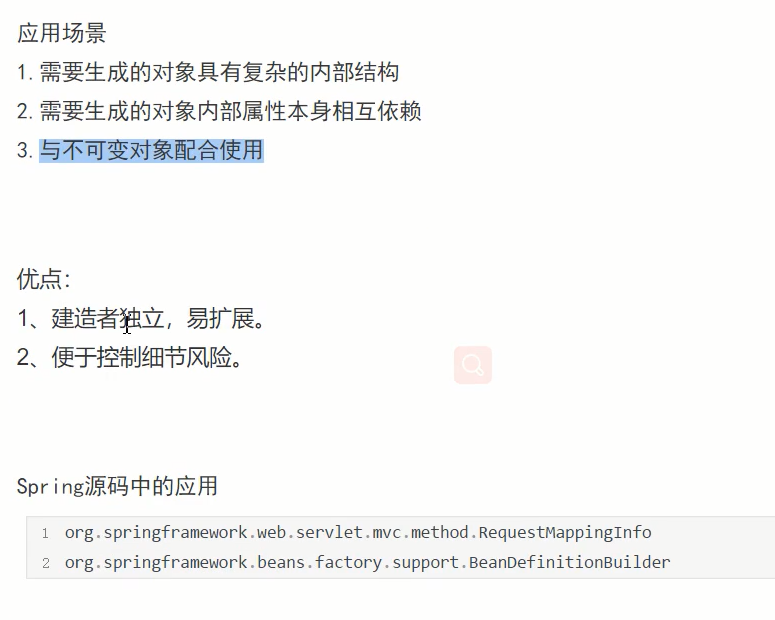 应用场景
1. 需要生成的对象具有复杂的内部结构
2. 需要生成的对象内部属性本身相互依赖
3. 与不可变对象配合使用
优点：
1、建造者独立，易扩展。
2、便于控制细节风险。
Spring源码中的应用
1 org.springframework.web.servlet.mvc.method.RequestMappingInfo
2 org.springframework.beans.factory.support.BeanDefinitionBuilder